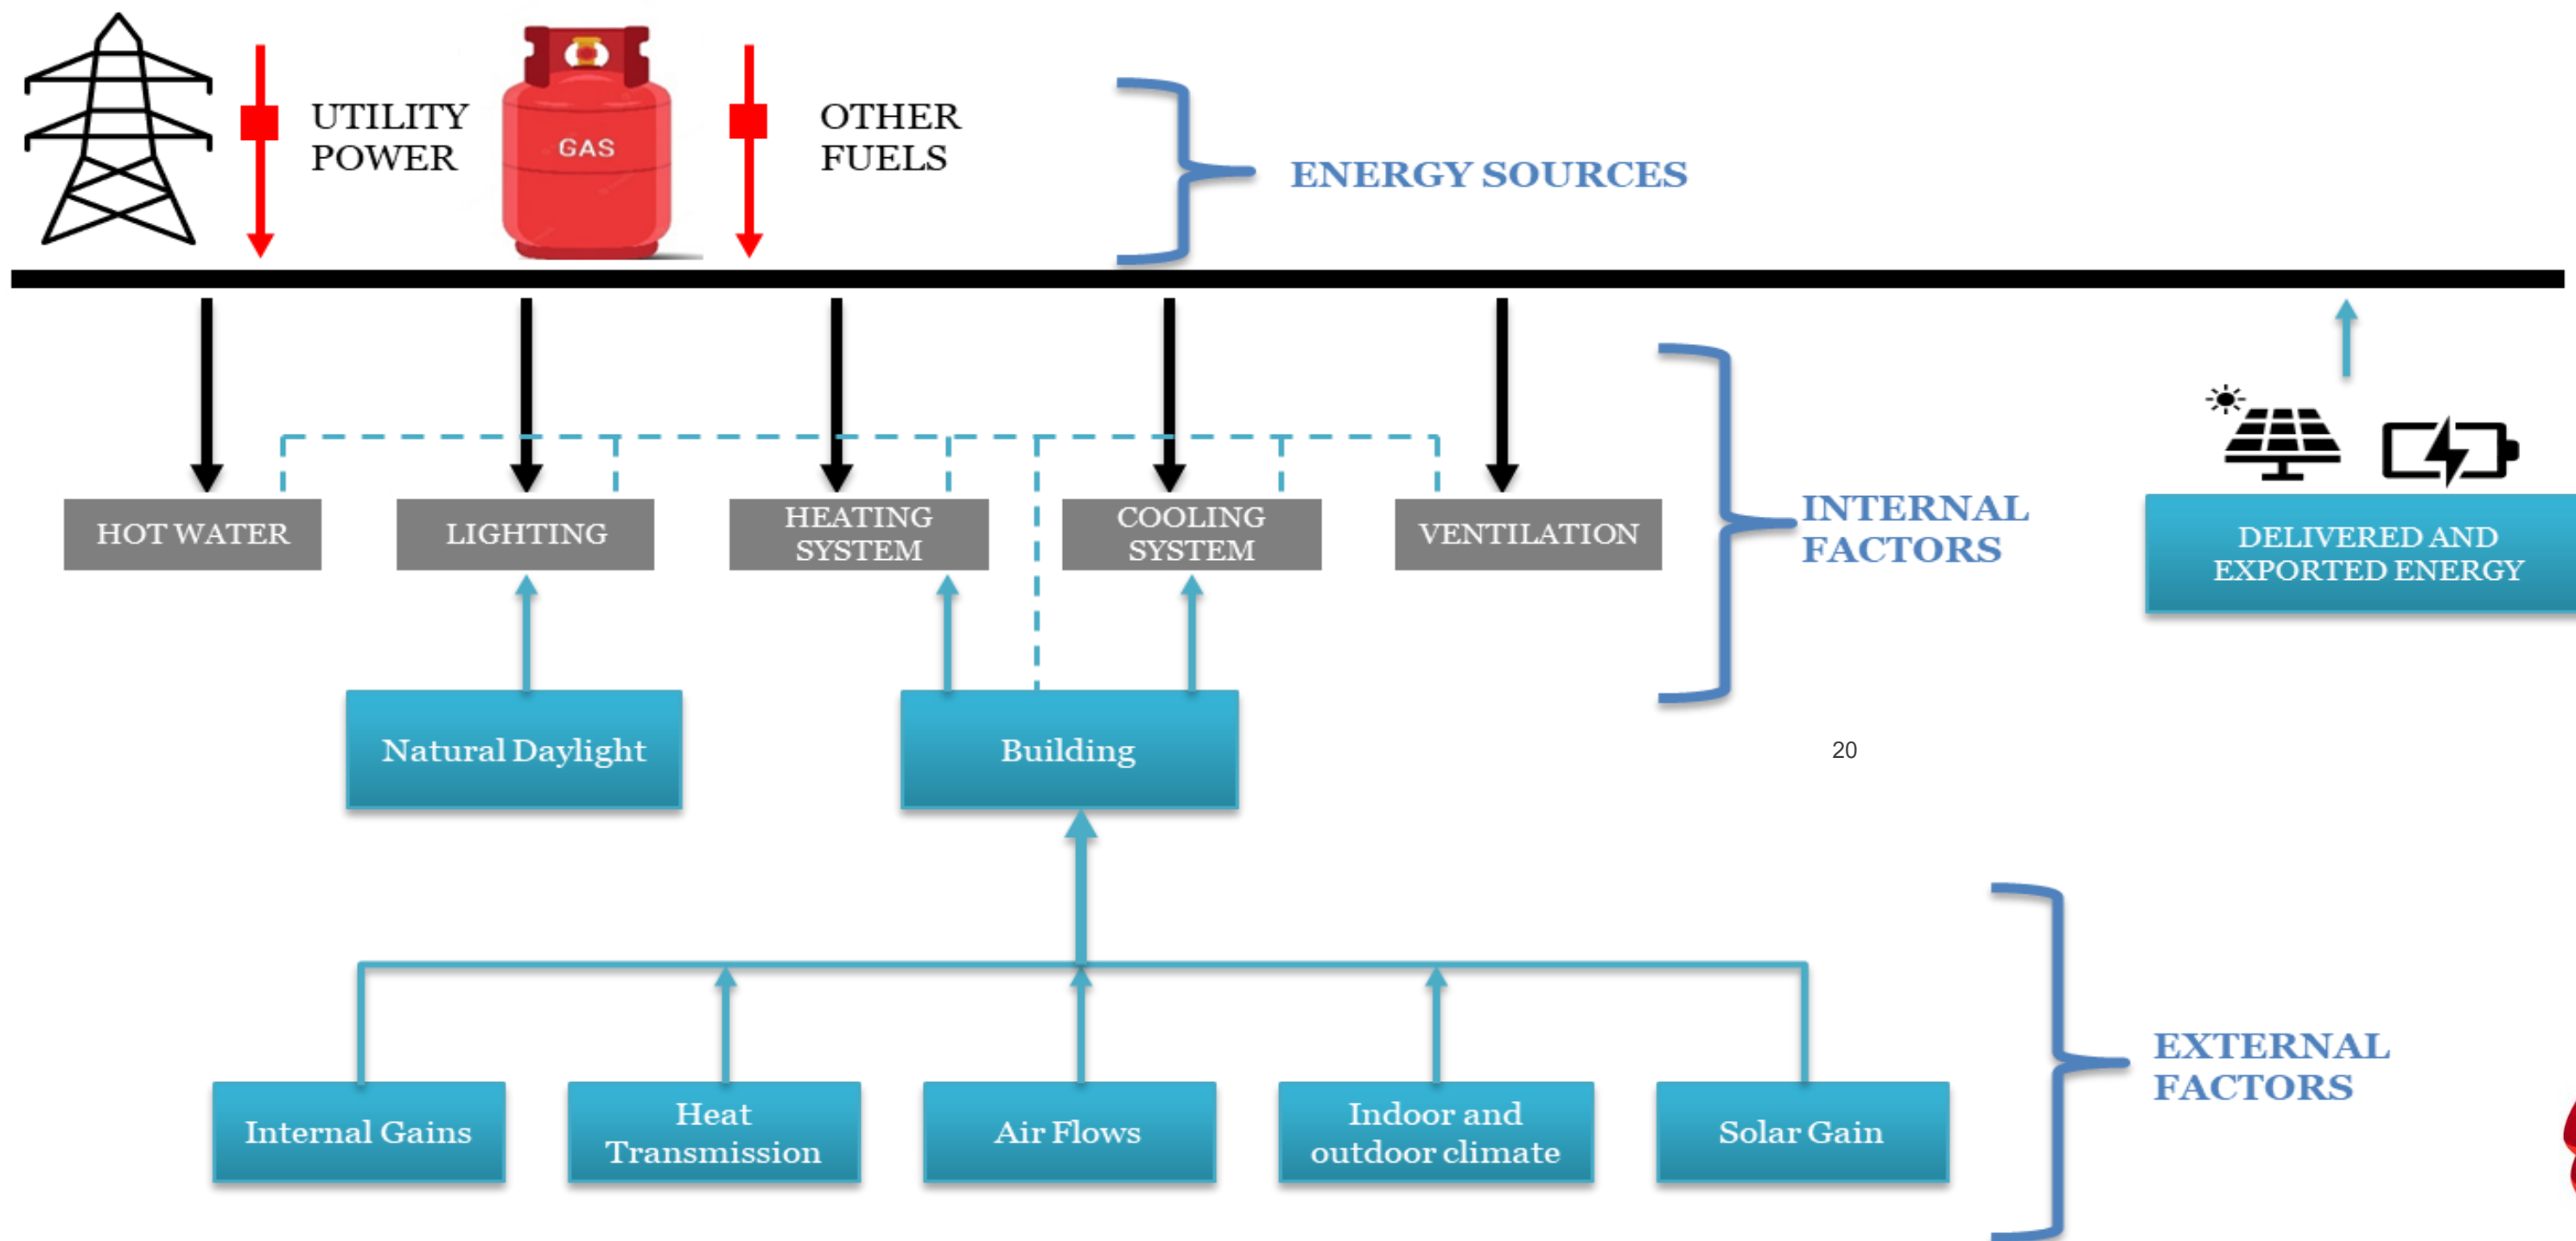 UTILITY
POWER
GAS
OTHER
FUELS
ENERGY SOURCES
HOT WATER
LIGHTING
HEATING
SYSTEM
COOLING
SYSTEM
VENTILATION
INTERNAL
FACTORS
DELIVERED AND
EXPORTED ENERGY
Natural Daylight
Building
20
Internal Gains
Heat
Transmission
Air Flows
Indoor and
outdoor climate
Solar Gain
EXTERNAL
FACTORS